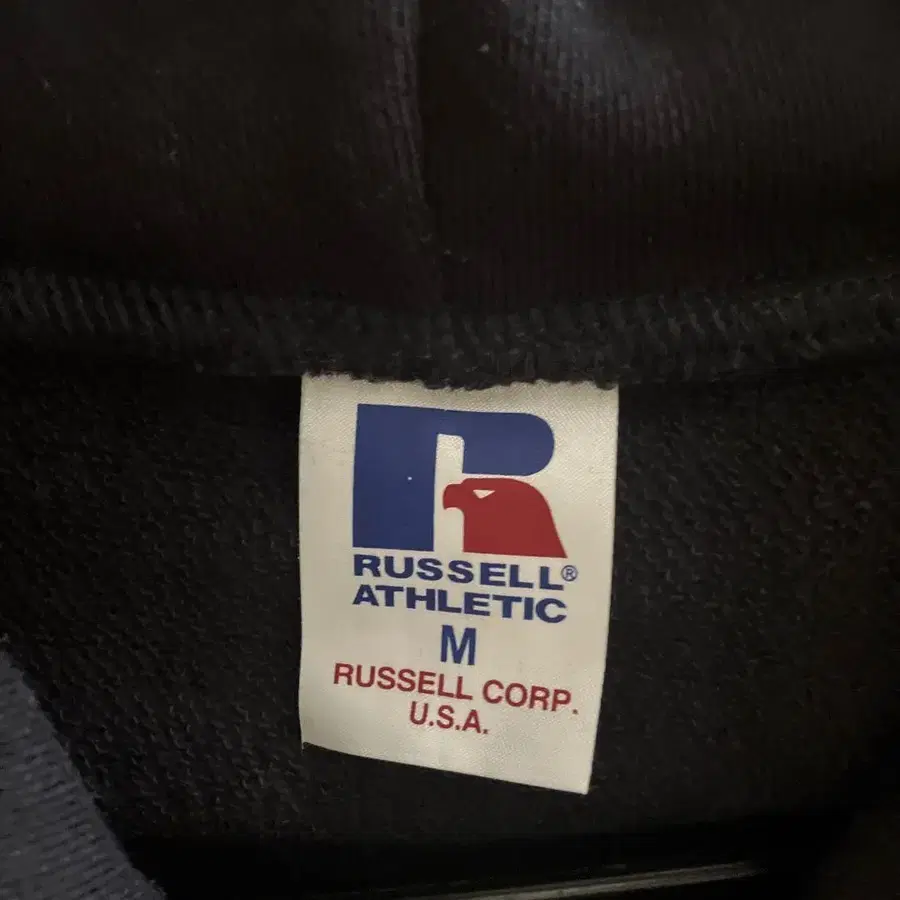 RUSSELL®
ATHLETIC
M
RUSSELL CORP.
U.S.A.